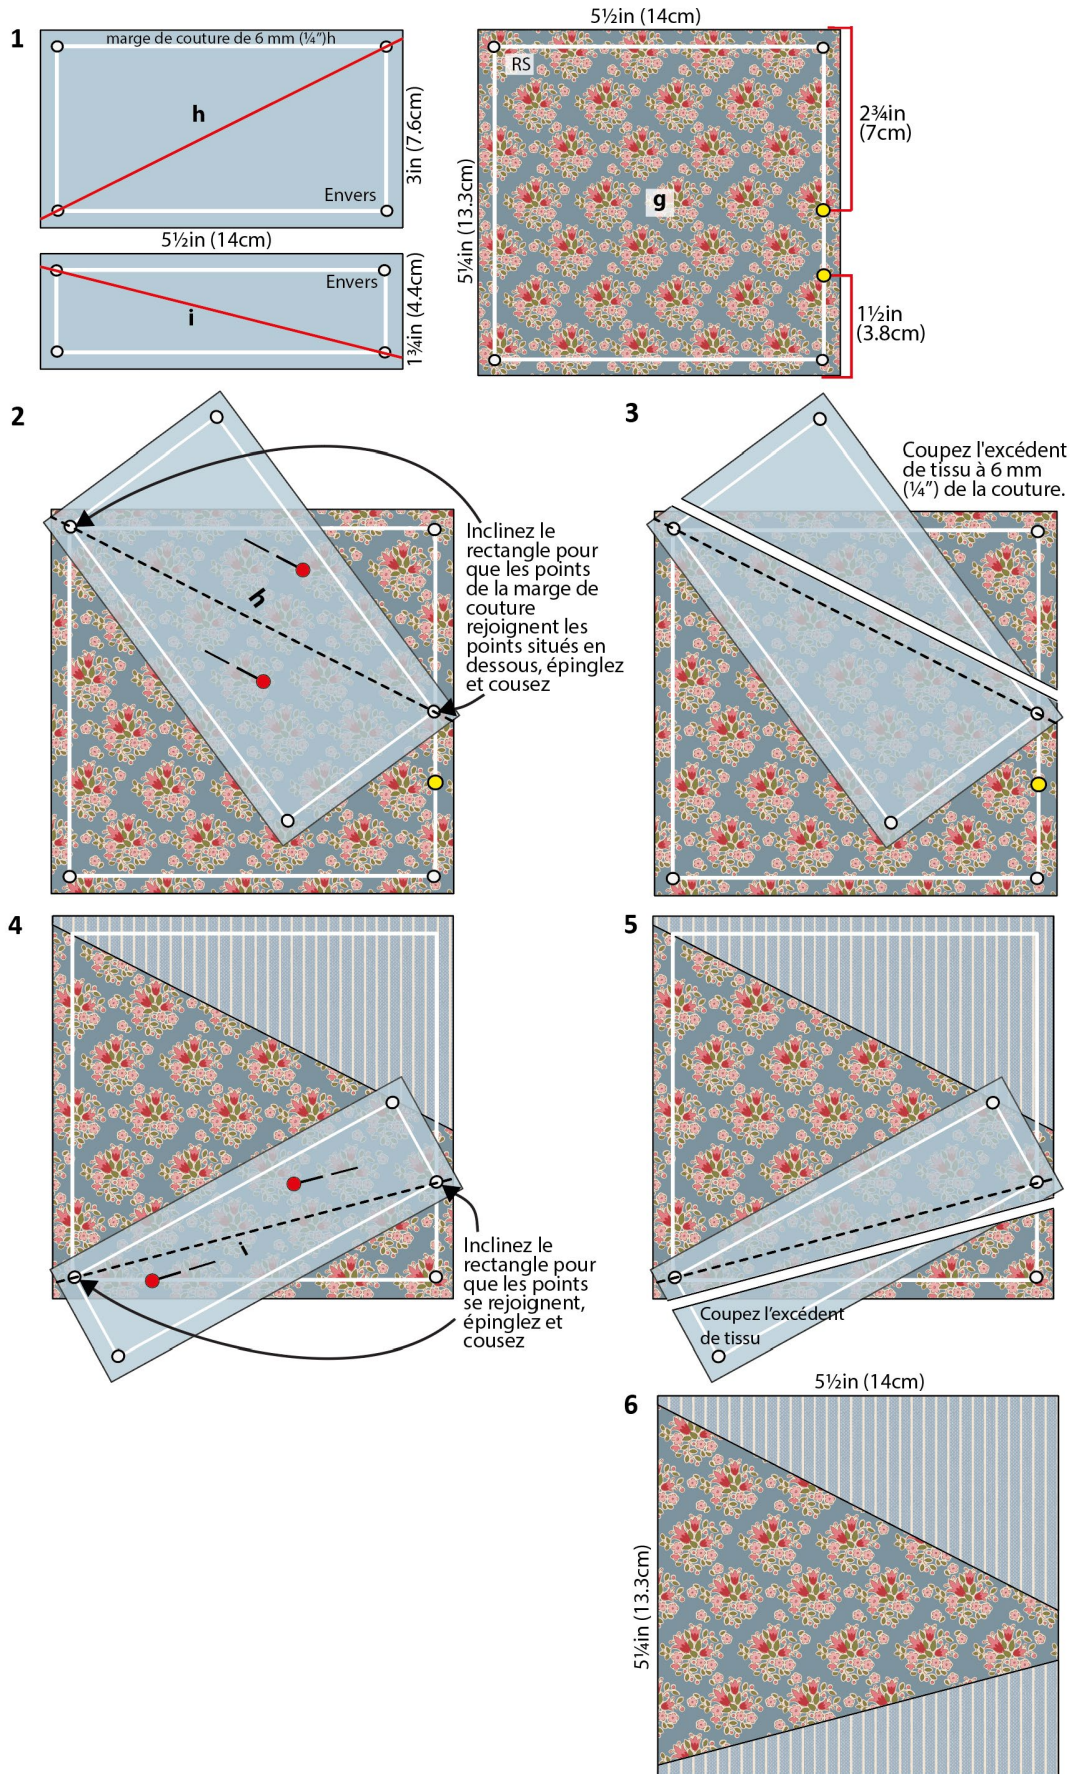 1
marge de couture de 6 mm (¼")h
h
Envers
3in (7.6cm)
5½in (14cm)
Envers
i
1¾in (4.4cm)
5½in (14cm)
RS
g
5¼in (13.3cm)
2¾in
(7cm)
1½in
(3.8cm)
2
h
Inclinez le
rectangle pour
que les points
de la marge de
couture
rejoignent les
points situés en
dessous, épinglez
et cousez
3
Coupez l'excédent
de tissu à 6 mm
(¼") de la couture.
4
i
Inclinez le
rectangle pour
que les points
se rejoignent,
épinglez et
cousez
5
Coupez l'excédent
de tissu
6
5½in (14cm)
5¼in (13.3cm)